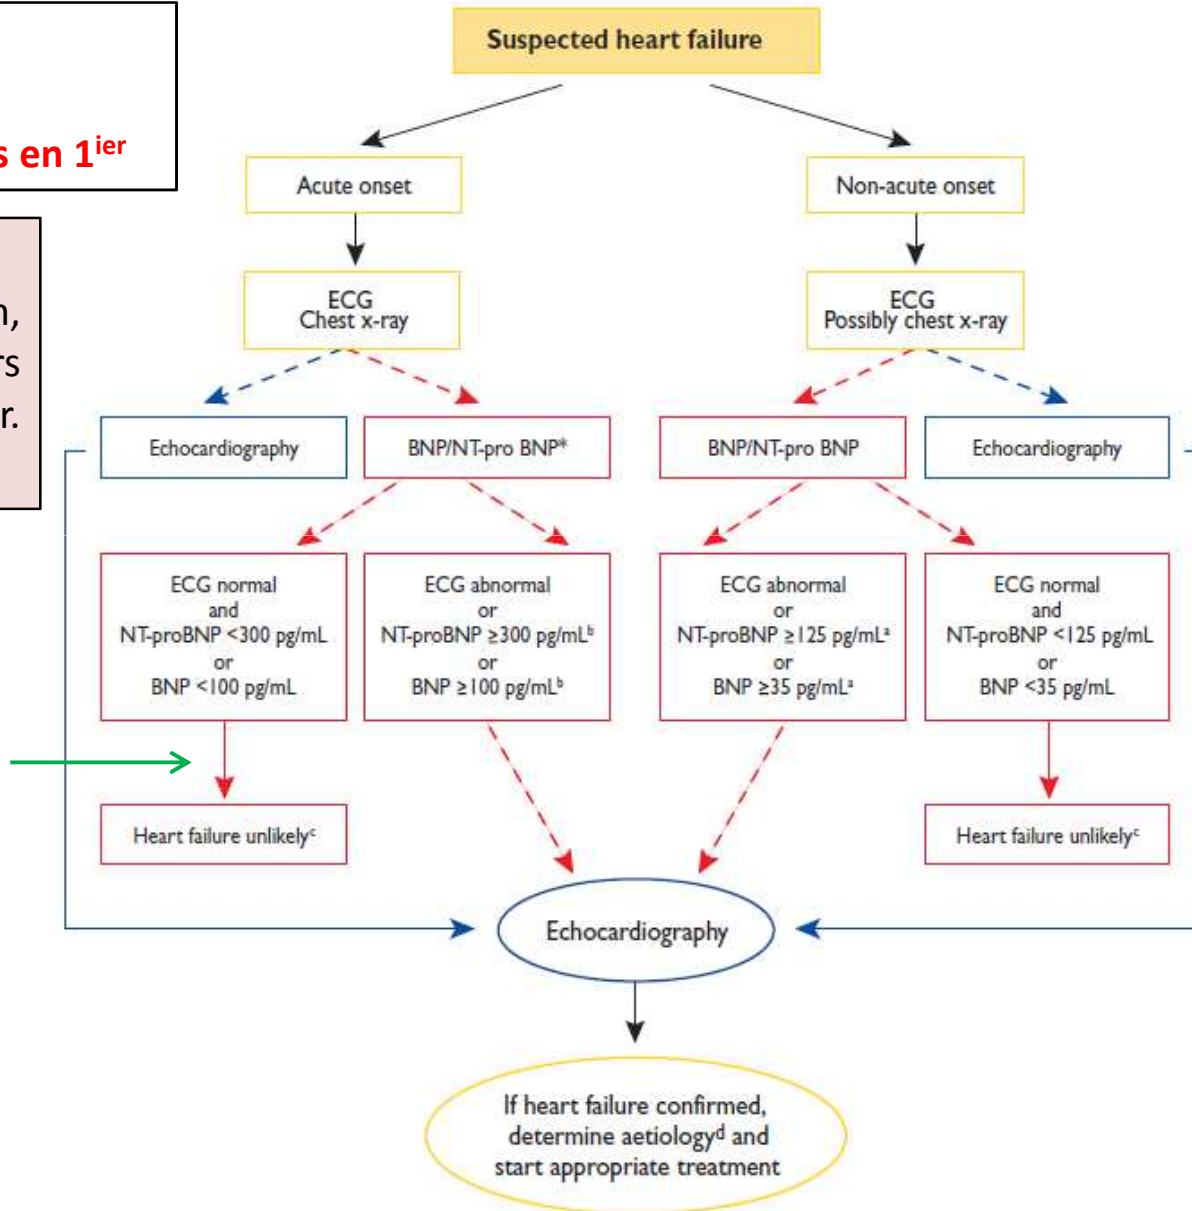 s en 1ier
n,
rs
r.
Suspected heart failure
Acute onset
Non-acute onset
ECG
Chest x-ray
ECG
Possibly chest x-ray
Echocardiography
BNP/NT-pro BNP*
BNP/NT-pro BNP
Echocardiography
ECG normal
and
NT-proBNP <300 pg/mL
or
BNP <100 pg/mL
ECG abnormal
or
NT-proBNP ≥300 pg/mLb
or
BNP ≥100 pg/mLb
ECG abnormal
or
NT-proBNP ≥125 pg/mLa
or
BNP ≥35 pg/mLa
ECG normal
and
NT-proBNP <125 pg/mL
or
BNP <35 pg/mL
Heart failure unlikelyc
Heart failure unlikelyc
Echocardiography
If heart failure confirmed,
determine aetiologyd and
start appropriate treatment